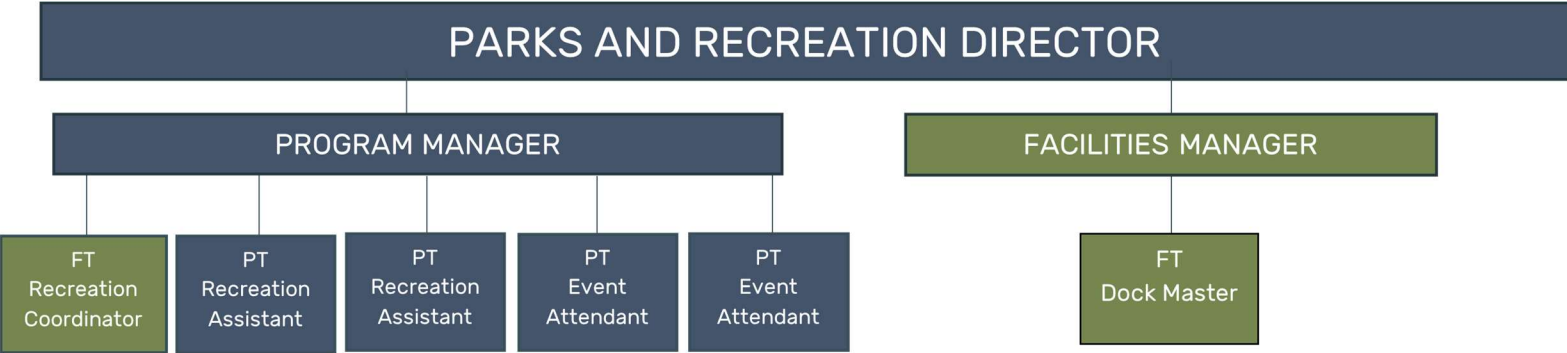 PARKS AND RECREATION DIRECTOR
PROGRAM MANAGER
FACILITIES MANAGER
FT
Recreation
Coordinator
PT
Recreation
Assistant
PT
Recreation
Assistant
PT
Event
Attendant
PT
Event
Attendant
FT
Dock Master